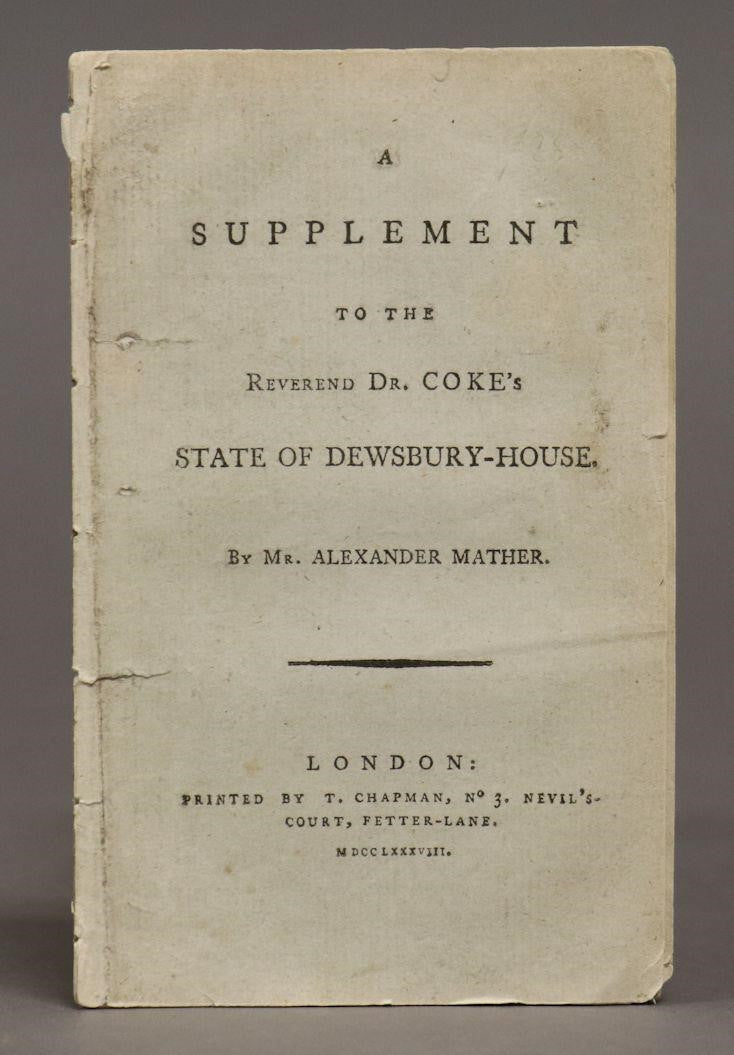 A
SUPPLEMENT
TO THE
REVEREND DR. COKE'S
STATE OF DEWSBURY-HOUSE.
BY MR. ALEXANDER MATHER.
LONDON:
PRINTED BY T. CHAPMAN, Nº 3. NEVIL'S-
COURT, FETTER-LANE.
MDCCLXXXVIII.